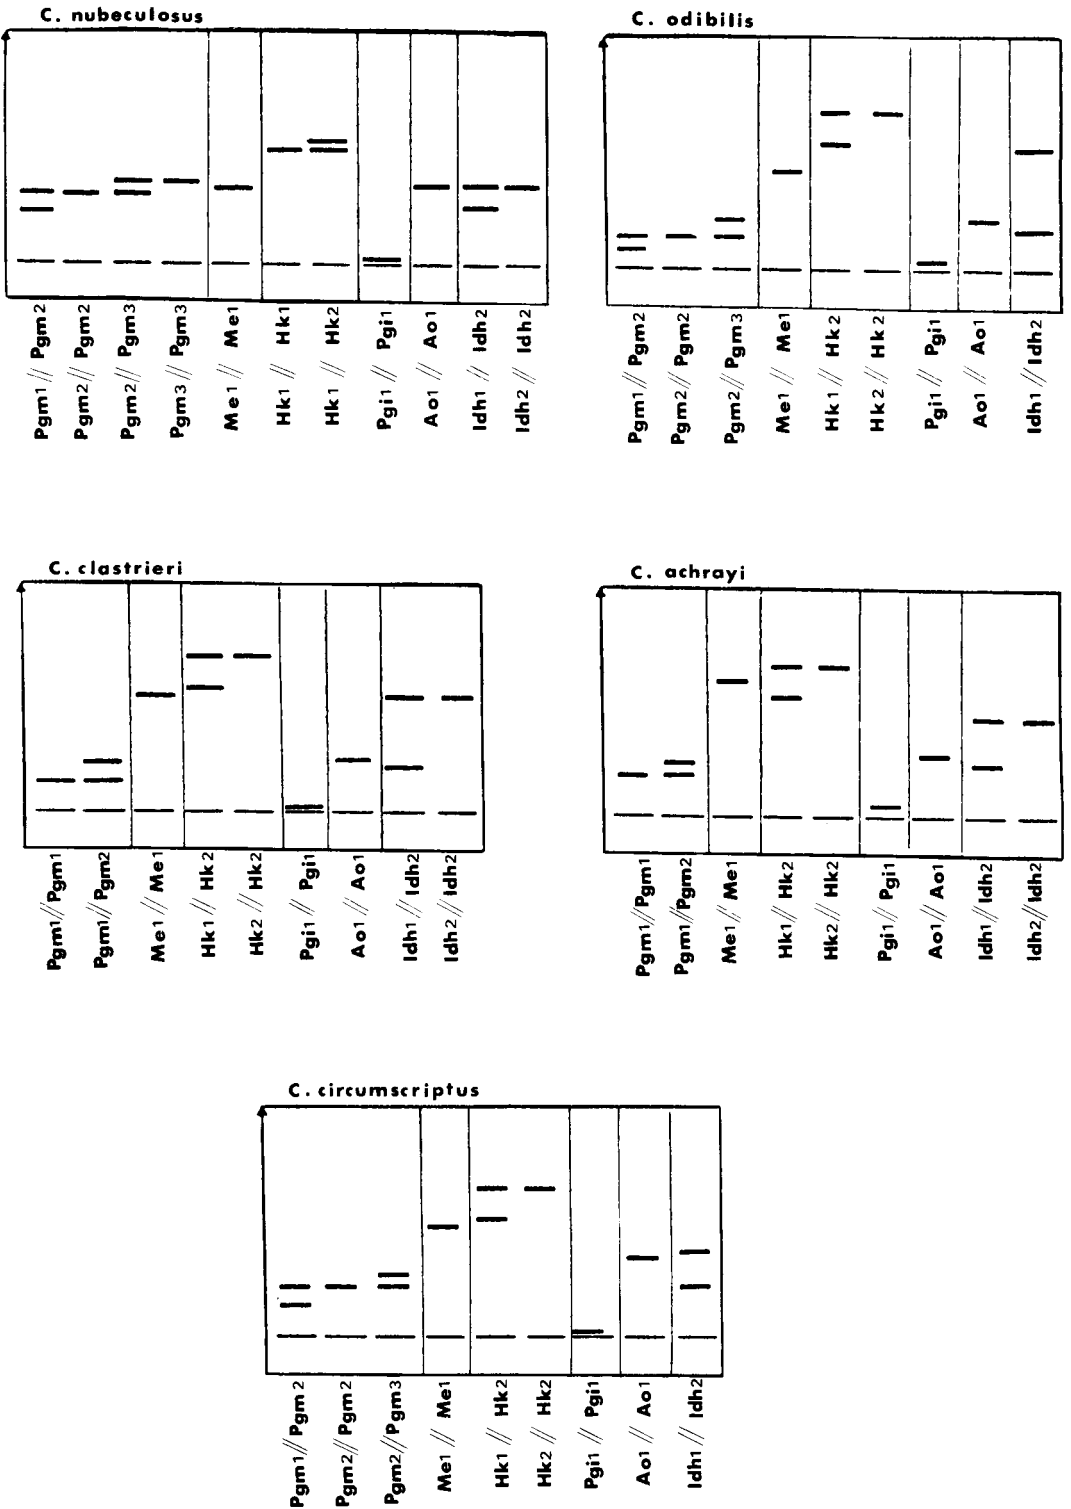 C. nubeculosus
Pgm1 // Pgm2
Pgm2 // Pgm2
Pgm2 // Pgm3
Pgm3 // Pgm3
Me1 // Me1
Hk1 // Hk1
Hk1 // Hk2
Pgi1 // Pgi1
Ao1 // Ao1
Idh1 // Idh2
Idh2 // Idh2
C. odibilis
Pgm1 // Pgm2
Pgm2 // Pgm2
Pgm2 // Pgm3
Me1 // Me1
Hk1 // Hk2
Hk2 // Hk2
Pgi1 // Pgi1
Ao1 // Ao1
Idh1 // Idh2
C. clastrieri
Pgm1 // Pgm1
Pgm1 // Pgm2
Me1 // Me1
Hk1 // Hk2
Hk2 // Hk2
Pgi1 // Pgi1
Ao1 // Ao1
Idh1 // Idh2
Idh2 // Idh2
C. achrayi
Pgm1 // Pgm1
Pgm1 // Pgm2
Me1 // Me1
Hk1 // Hk2
Hk2 // Hk2
Pgi1 // Pgi1
Ao1 // Ao1
Idh1 // Idh2
Idh2 // Idh2
C. circumscriptus
Pgm1 // Pgm2
Pgm2 // Pgm2
Pgm2 // Pgm3
Me1 // Me1
Hk1 // Hk2
Hk2 // Hk2
Pgi1 // Pgi1
Ao1 // Ao1
Idh1 // Idh2